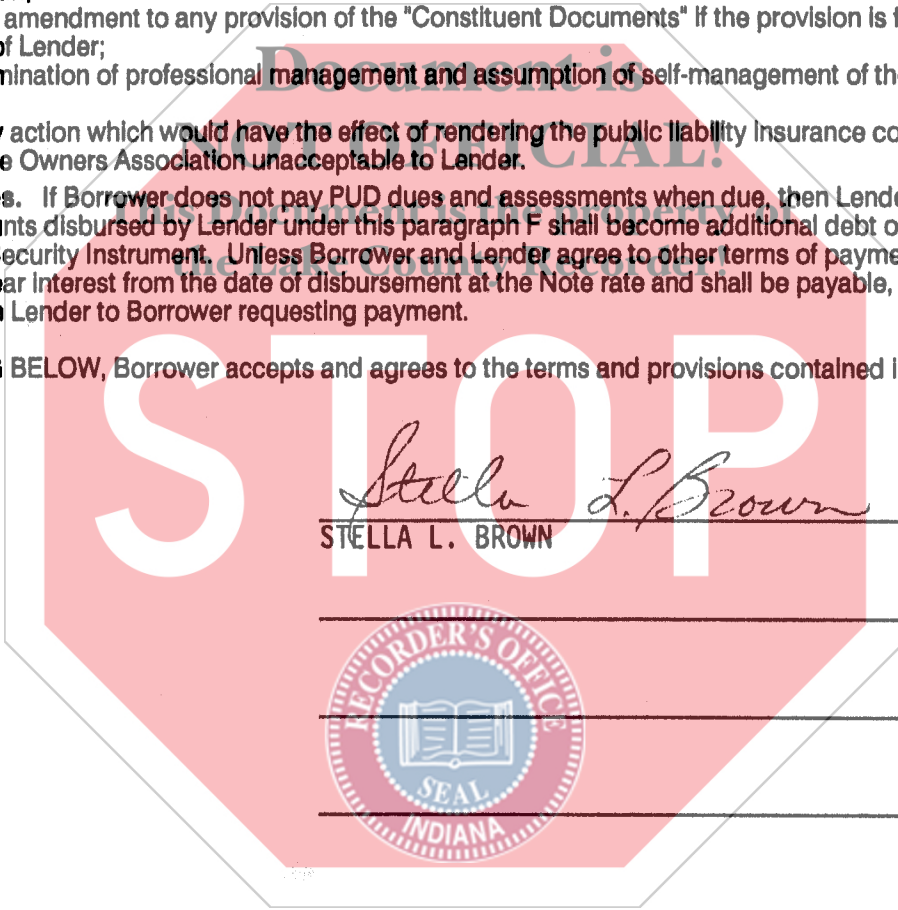 amendment to any provision of the "Constituent Documents" if the provision is
of Lender;
mination of professional management and assumption of self-management of the
action which would have the effect of rendering the public liability insurance
Owners Association unacceptable to Lender.
If Borrower does not pay PUD dues and assessments when due, then Lende
nts disbursed by Lender under this paragraph F shall become additional debt
ecurity Instrument. Unless Borrower and Lender agree to other terms of payme
ar interest from the date of disbursement at the Note rate and shall be payable,
Lender to Borrower requesting payment.
BELOW, Borrower accepts and agrees to the terms and provisions contained
Document is
NOT OFFICIAL!
This Document is the property of
the Lake County Recorder!
STOP
Stella L. Brown
STELLA L. BROWN
RECORDER'S OFFICE
SEAL
INDIANA